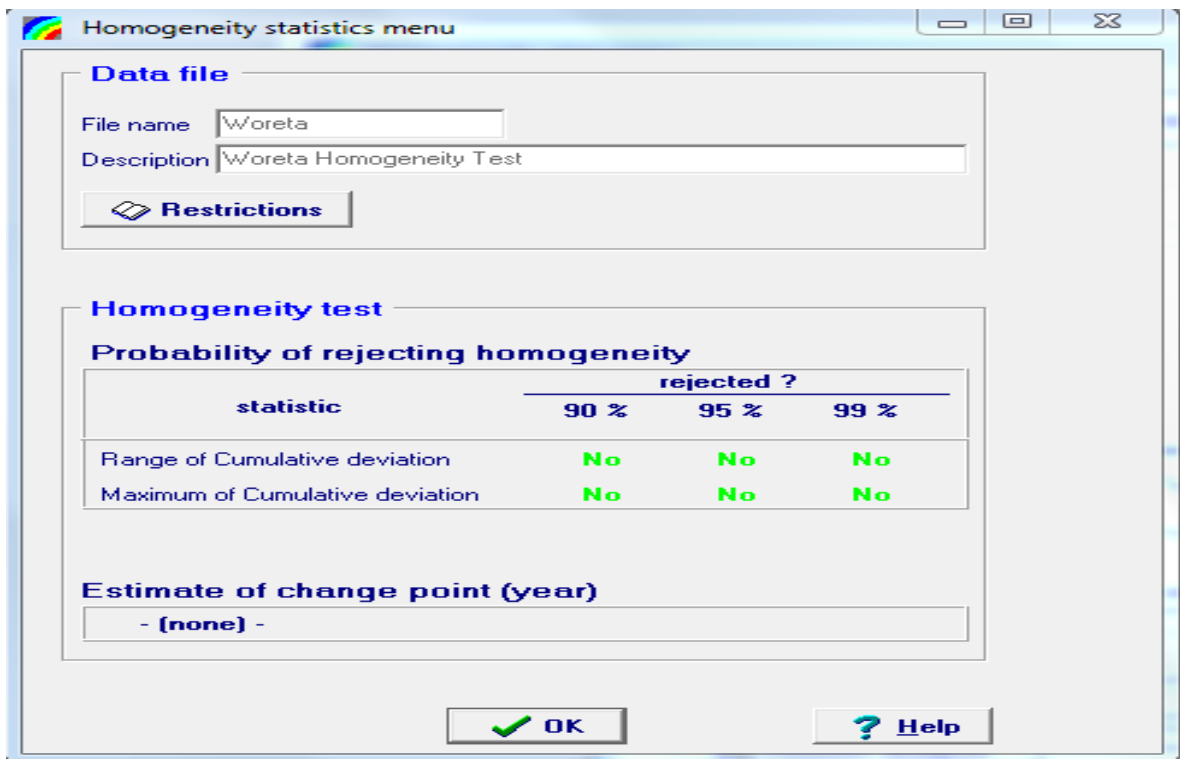 Homogeneity statistics menu
Data file
File name Woreta
Description Woreta Homogeneity Test
Restrictions
Homogeneity test
Probability of rejecting homogeneity
rejected ?
statistic 90 % 95 % 99 %
Range of Cumulative deviation No No No
Maximum of Cumulative deviation No No No
Estimate of change point (year)
- (none) -
OK Help